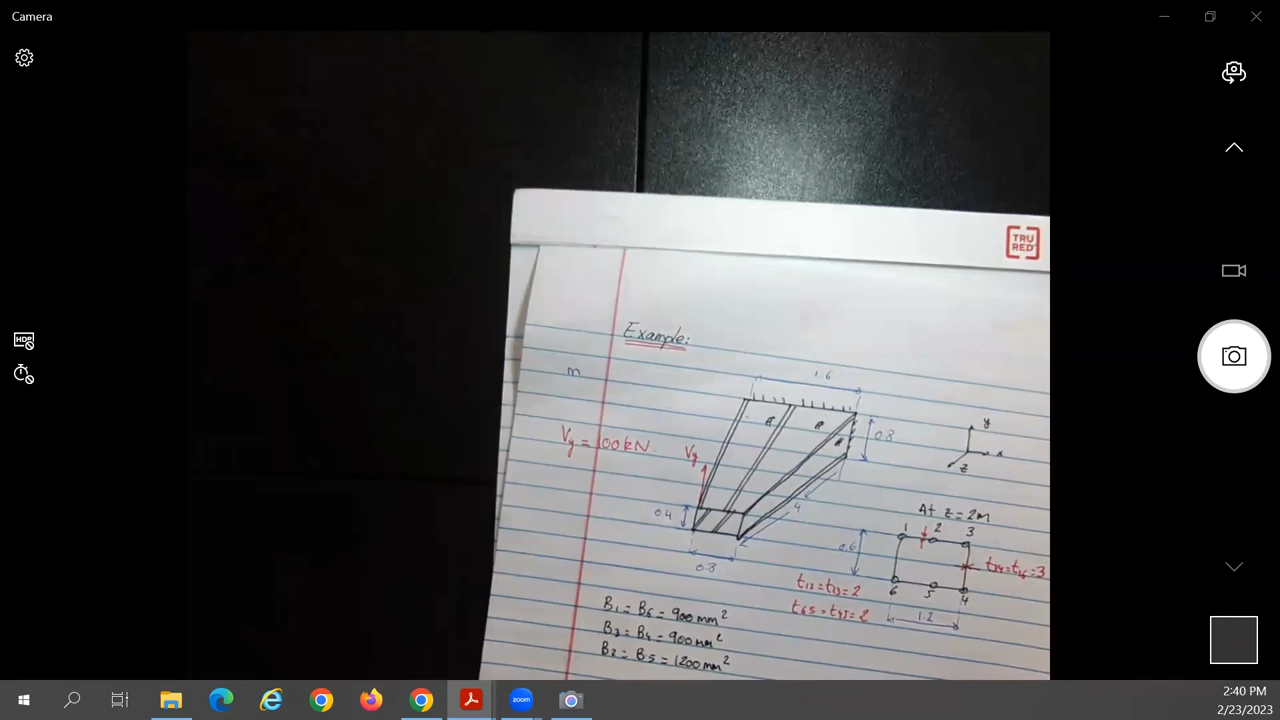 Camera
TRU
RED
Example:
m
1.6
0.8
Vy = 100kN
Vy
y
x
z
0.4
4
0.8
At z = 2m
1 2 3
0.6
6 5 4
1.2
t34=t16=3
t12=t23=2
t65=t45=2
B1 = B6 = 900 mm²
B3 = B4 = 900 mm²
B2 = B5 = 1200 mm²
zoom
2:40 PM
2/23/2023